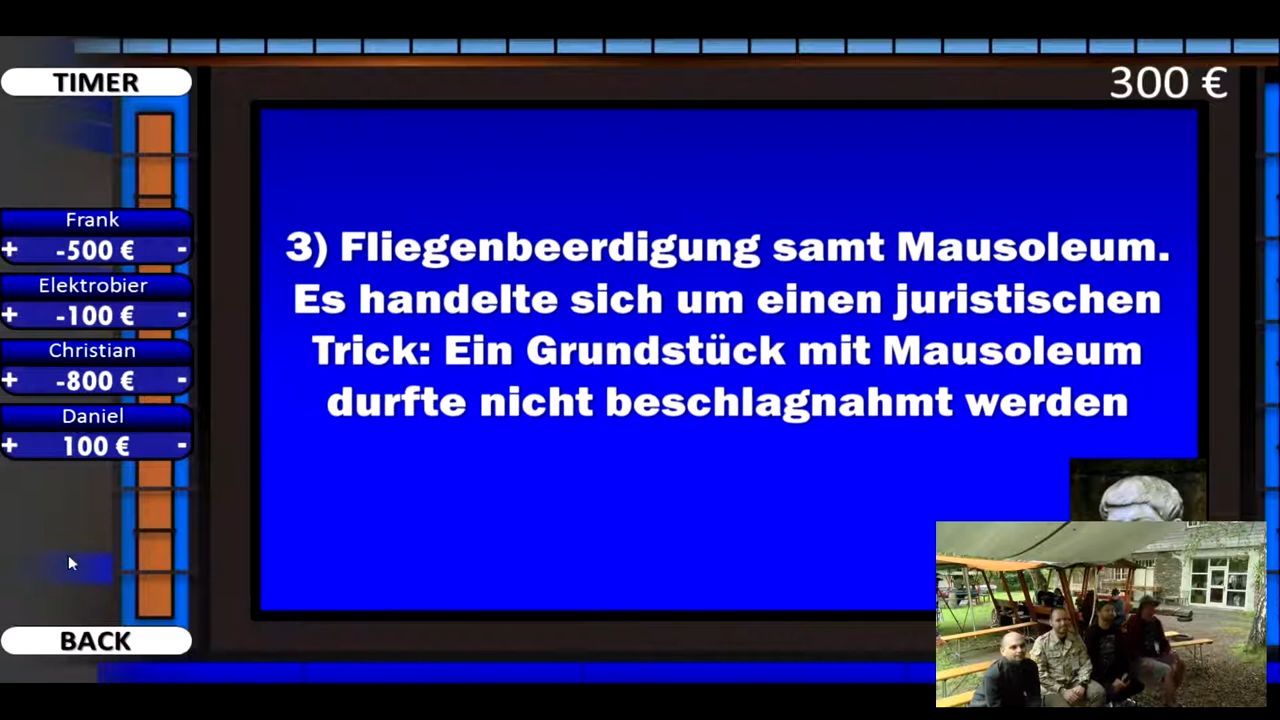 TIMER
300 €
Frank
+ -500 € -
Elektrobier
+ -100 € -
Christian
+ -800 € -
Daniel
+ 100 € -
3) Fliegenbeerdigung samt Mausoleum.
Es handelte sich um einen juristischen
Trick: Ein Grundstück mit Mausoleum
durfte nicht beschlagnahmt werden
BACK